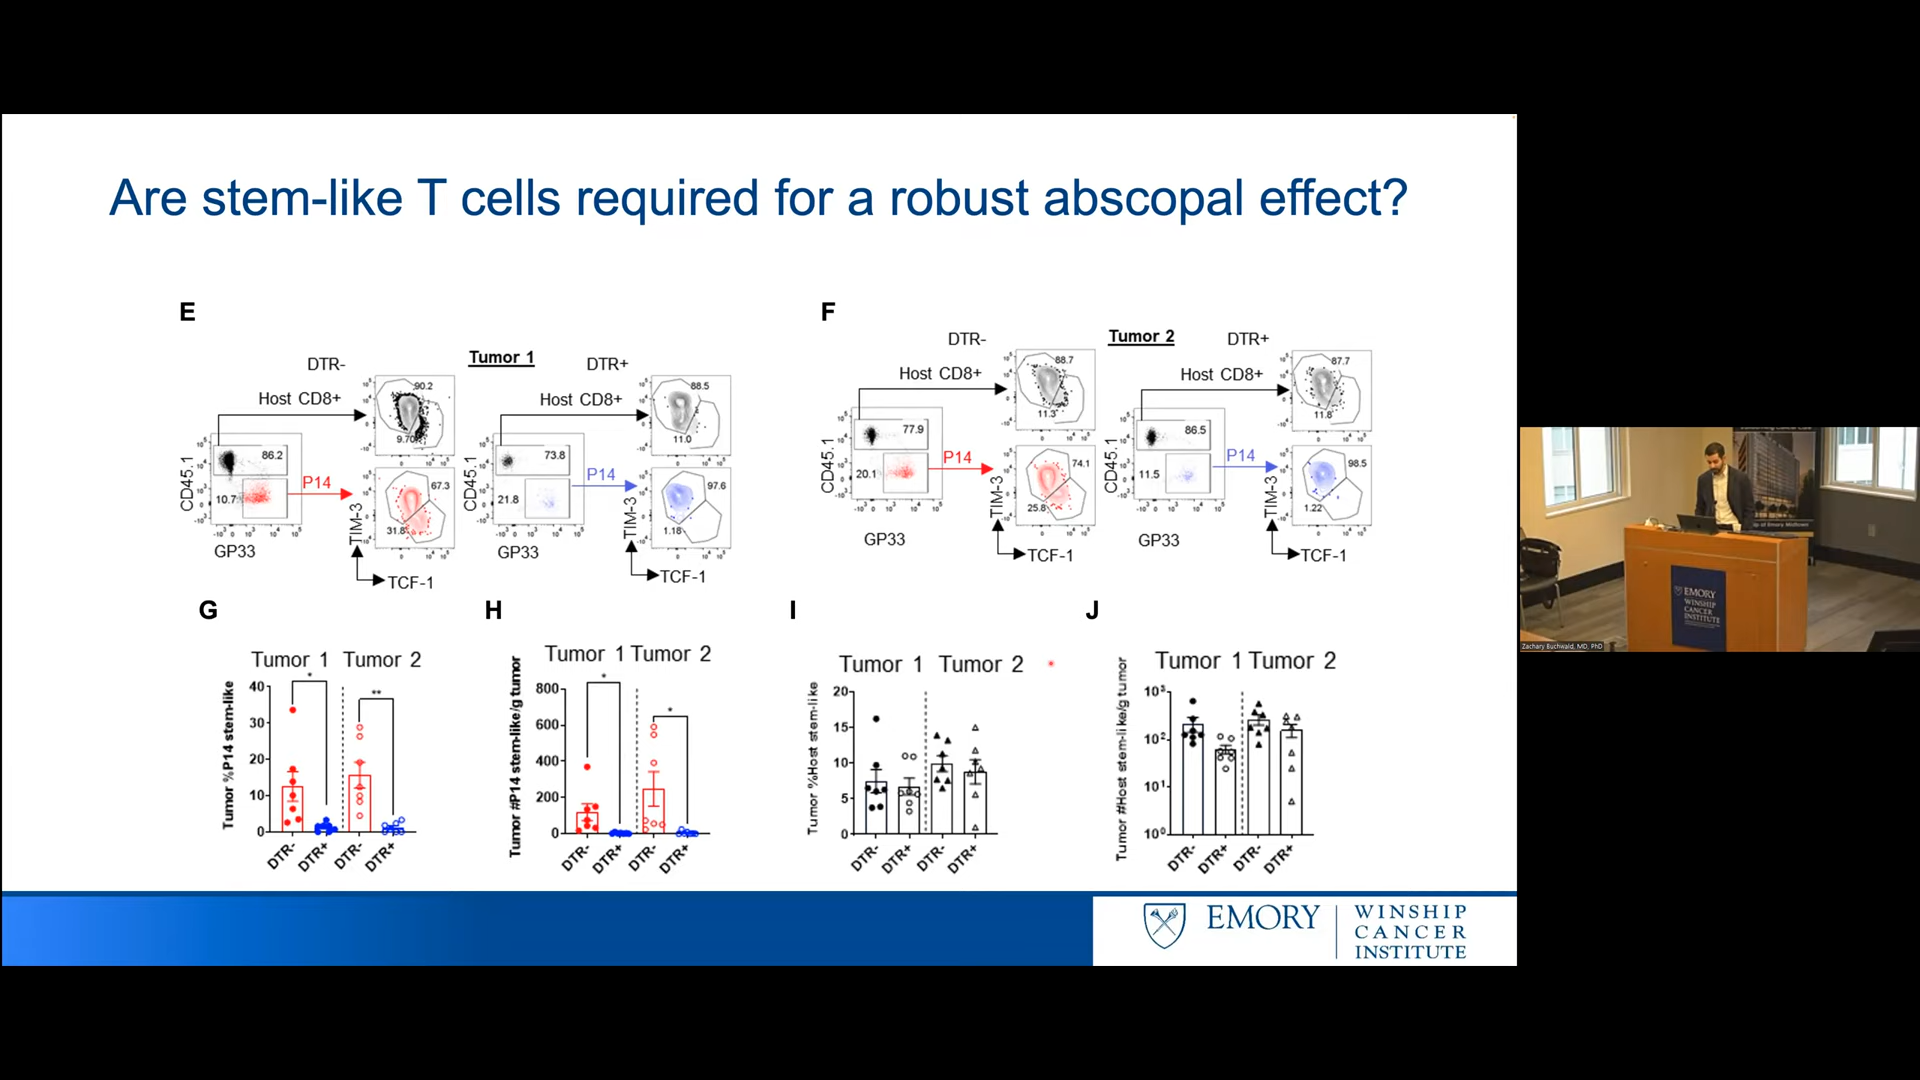 Are stem-like T cells required for a robust abscopal effect?
E
Tumor 1
DTR-
DTR+
Host CD8+
Host CD8+
90.2
9.70
88.5
11.0
CD45.1
86.2
10.7
P14
67.3
31.8
CD45.1
73.8
21.8
P14
97.6
1.18
TIM-3
TIM-3
GP33
GP33
TCF-1
TCF-1
F
Tumor 2
DTR-
DTR+
Host CD8+
Host CD8+
88.7
11.3
87.7
11.8
CD45.1
77.9
20.1
P14
74.1
25.8
CD45.1
86.5
11.5
P14
98.5
1.22
TIM-3
TIM-3
GP33
GP33
TCF-1
TCF-1
G
Tumor 1 Tumor 2
Tumor %P14 stem-like
40
30
20
10
0
*
**
DTR- DTR+ DTR- DTR+
H
Tumor 1 Tumor 2
Tumor #P14 stem-like/g tumor
800
600
400
200
0
*
*
DTR- DTR+ DTR- DTR+
I
Tumor 1 Tumor 2
Tumor %Host stem-like
20
15
10
5
0
DTR- DTR+ DTR- DTR+
J
Tumor 1 Tumor 2
Tumor #Host stem-like/g tumor
10³
10²
10¹
10⁰
DTR- DTR+ DTR- DTR+
EMORY
WINSHIP
CANCER
INSTITUTE
EMORY
WINSHIP
CANCER
INSTITUTE
Zachary Buchwald, MD, PhD